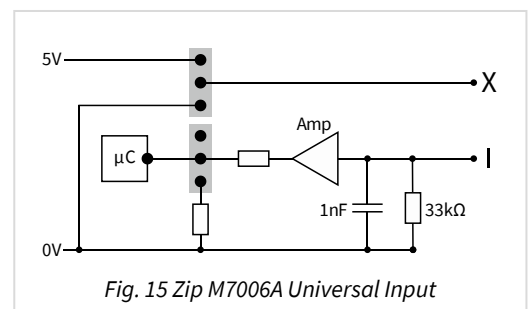 5V
X
Amp
μC
I
1nF
33kΩ
0V
Fig. 15 Zip M7006A Universal Input